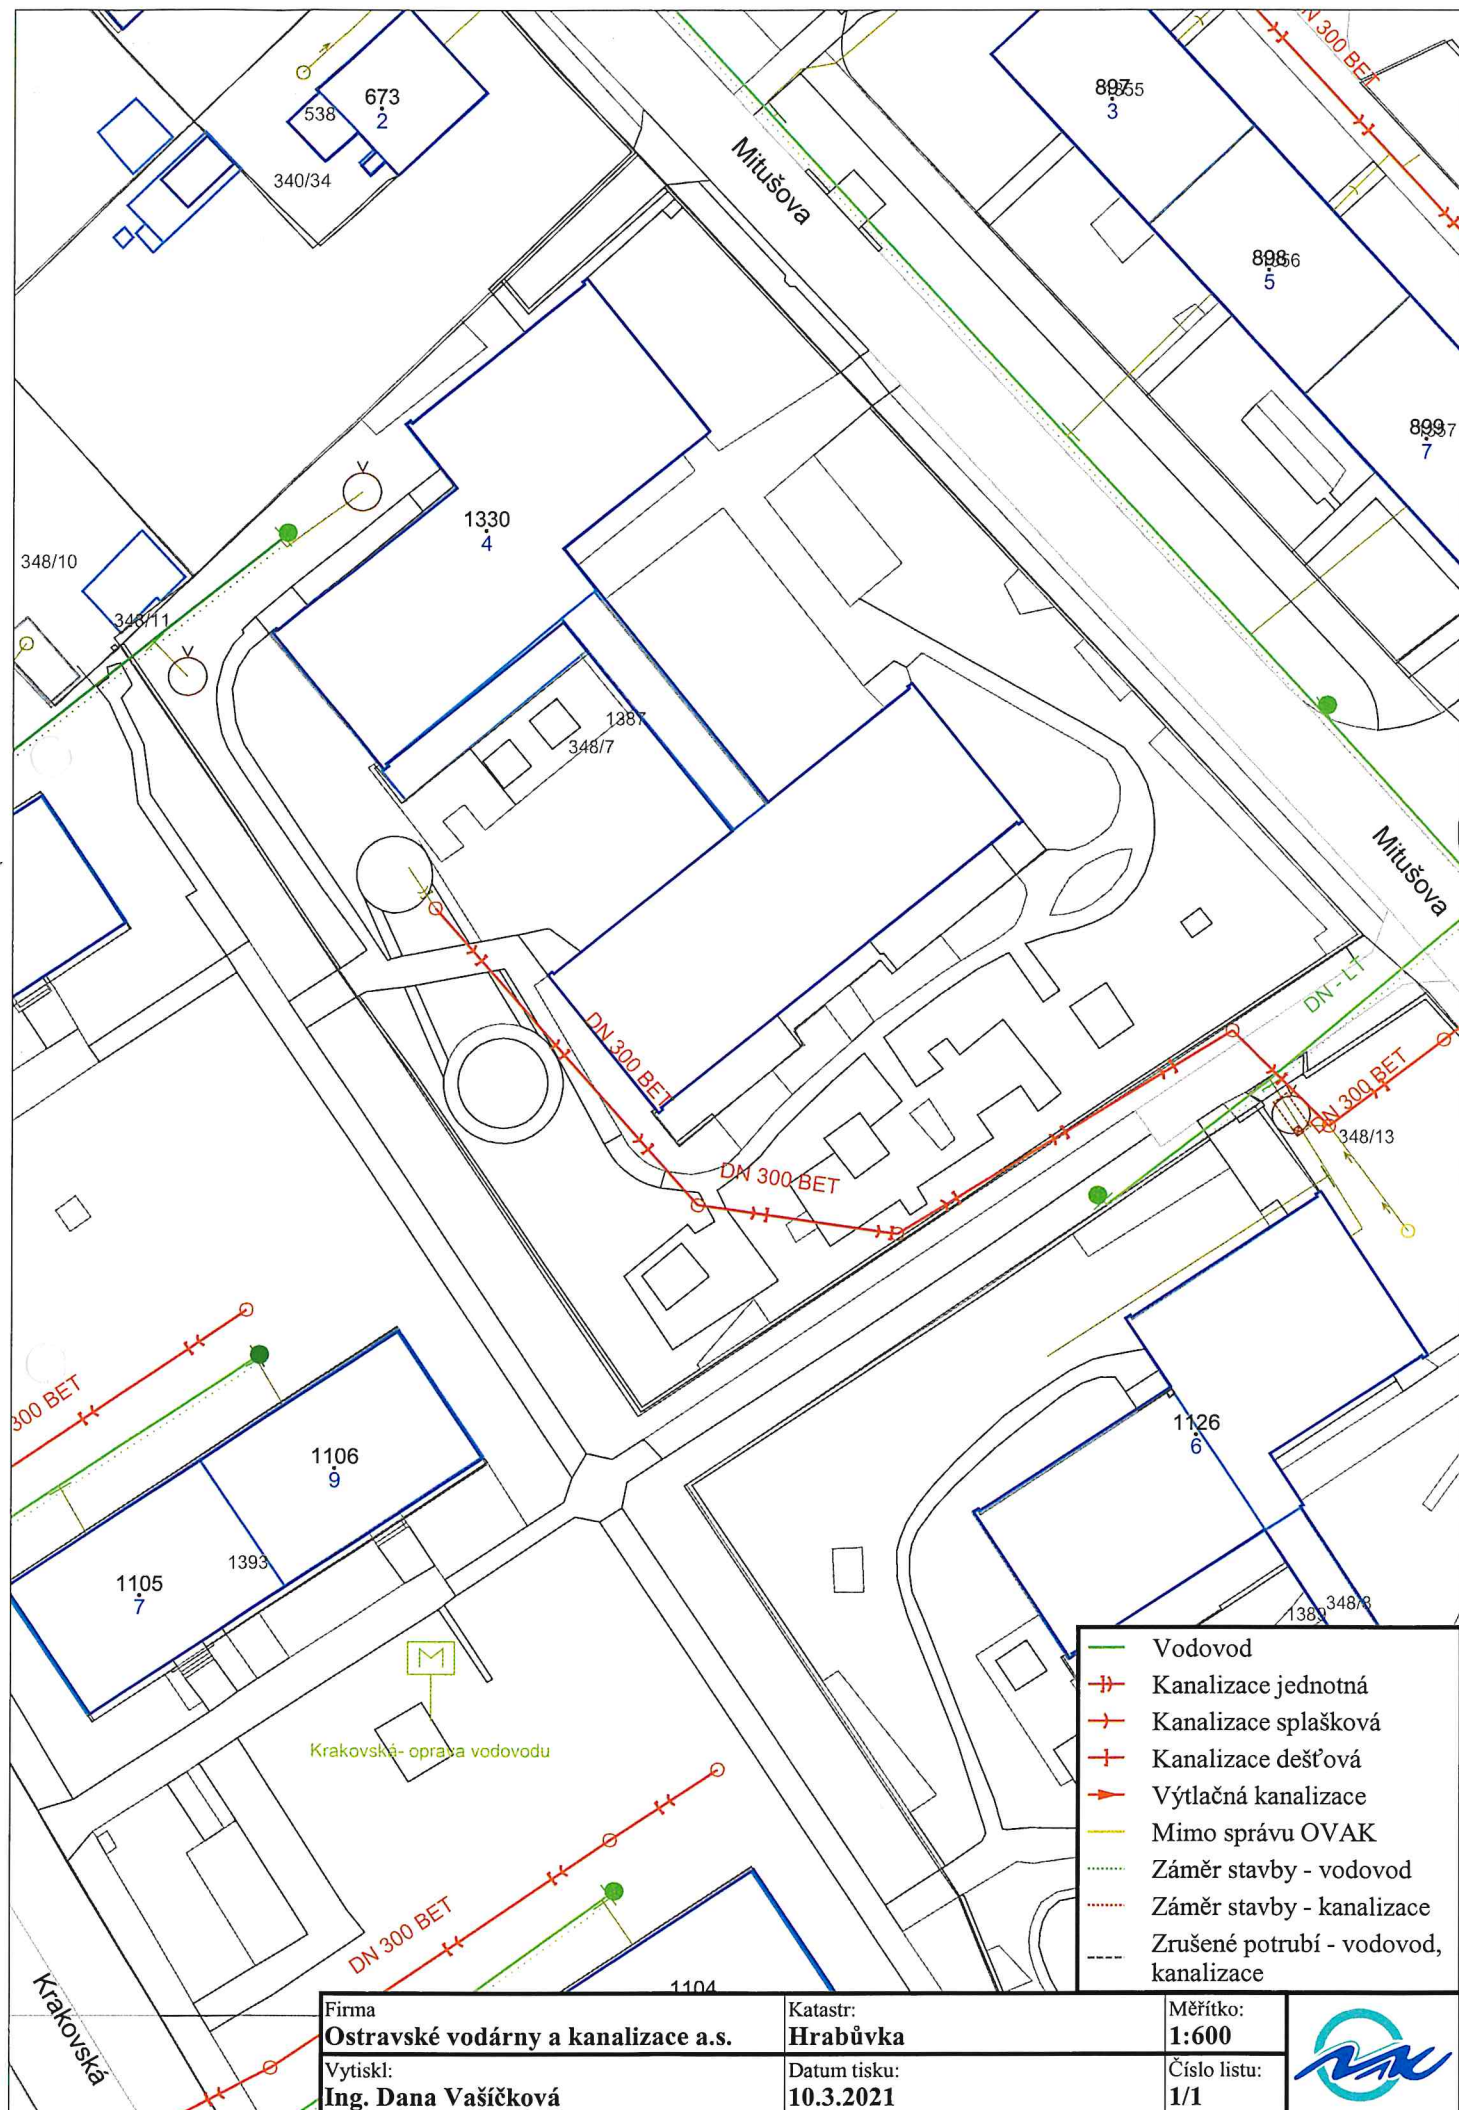 DN 300 BET
673
2
538
340/34
897
3
Mitušova
898
5
899
7
1330
4
348/10
348/11
1387
348/7
Mitušova
DN - LT
DN 300 BET
DN 300 BET
348/13
DN 300 BET
300 BET
1126
6
1106
9
1393
1105
7
348/3
1389
Krakovská- oprava vodovodu
DN 300 BET
1104
Krakovská
Vodovod
Kanalizace jednotná
Kanalizace splašková
Kanalizace dešťová
Výtlačná kanalizace
Mimo správu OVAK
Záměr stavby - vodovod
Záměr stavby - kanalizace
Zrušené potrubí - vodovod,
kanalizace
Firma
Ostravské vodárny a kanalizace a.s.
Katastr:
Hrabůvka
Měřítko:
1:600
Vytiskl:
Ing. Dana Vašíčková
Datum tisku:
10.3.2021
Číslo listu:
1/1